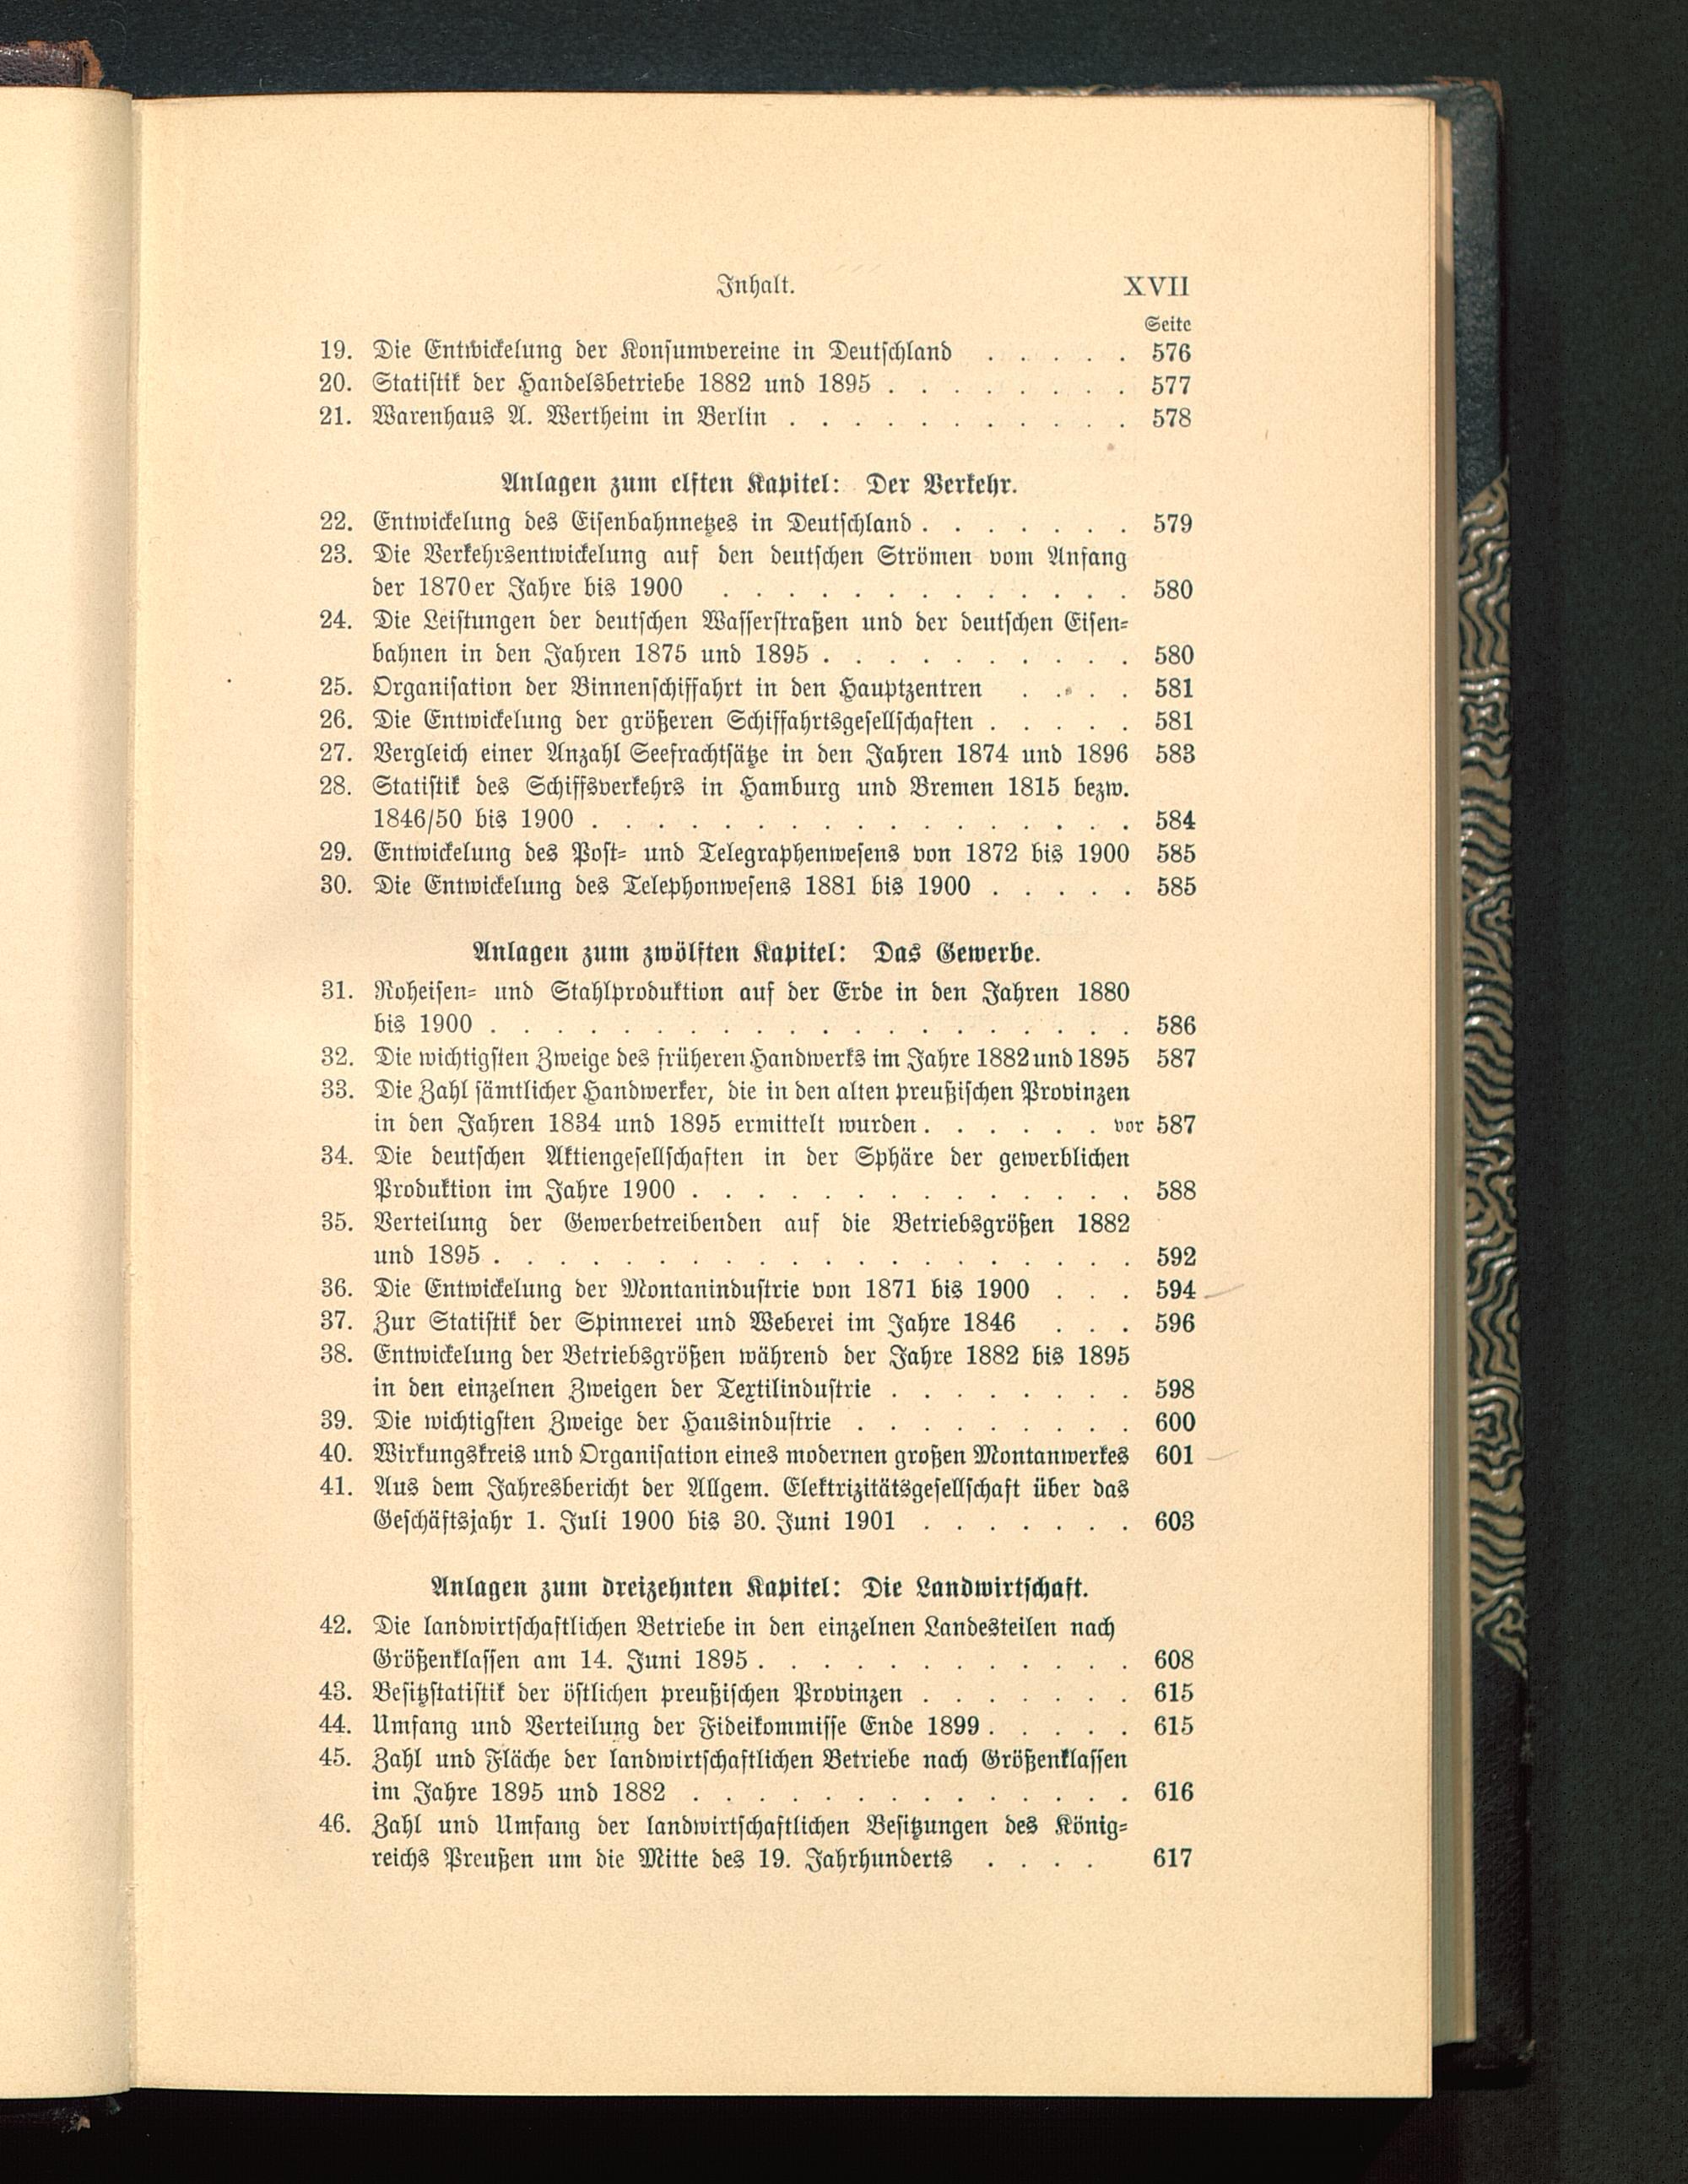 Inhalt. XVII
Seite
19. Die Entwickelung der Konsumvereine in Deutschland . . . . . 576
20. Statistik der Handelsbetriebe 1882 und 1895 . . . . . . . . 577
21. Warenhaus A. Wertheim in Berlin . . . . . . . . . . . 578
Anlagen zum elften Kapitel: Der Verkehr.
22. Entwickelung des Eisenbahnnetzes in Deutschland . . . . . . . 579
23. Die Verkehrsentwickelung auf den deutschen Strömen vom Anfang
der 1870er Jahre bis 1900 . . . . . . . . . . . . . 580
24. Die Leistungen der deutschen Wasserstraßen und der deutschen Eisen-
bahnen in den Jahren 1875 und 1895 . . . . . . . . . . 580
25. Organisation der Binnenschiffahrt in den Hauptzentren . . . . 581
26. Die Entwickelung der größeren Schiffahrtsgesellschaften . . . . . 581
27. Vergleich einer Anzahl Seefrachtsätze in den Jahren 1874 und 1896 583
28. Statistik des Schiffsverkehrs in Hamburg und Bremen 1815 bezw.
1846/50 bis 1900 . . . . . . . . . . . . . . . . . 584
29. Entwickelung des Post- und Telegraphenwesens von 1872 bis 1900 585
30. Die Entwickelung des Telephonwesens 1881 bis 1900 . . . . . 585
Anlagen zum zwölften Kapitel: Das Gewerbe.
31. Roheisen- und Stahlproduktion auf der Erde in den Jahren 1880
bis 1900 . . . . . . . . . . . . . . . . . . . . 586
32. Die wichtigsten Zweige des früheren Handwerks im Jahre 1882 und 1895 587
33. Die Zahl sämtlicher Handwerker, die in den alten preußischen Provinzen
in den Jahren 1834 und 1895 ermittelt wurden . . . . . . vor 587
34. Die deutschen Aktiengesellschaften in der Sphäre der gewerblichen
Produktion im Jahre 1900 . . . . . . . . . . . . . . 588
35. Verteilung der Gewerbetreibenden auf die Betriebsgrößen 1882
und 1895 . . . . . . . . . . . . . . . . . . . . 592
36. Die Entwickelung der Montanindustrie von 1871 bis 1900 . . . 594
37. Zur Statistik der Spinnerei und Weberei im Jahre 1846 . . . 596
38. Entwickelung der Betriebsgrößen während der Jahre 1882 bis 1895
in den einzelnen Zweigen der Textilindustrie . . . . . . . . 598
39. Die wichtigsten Zweige der Hausindustrie . . . . . . . . . 600
40. Wirkungskreis und Organisation eines modernen großen Montanwerkes 601
41. Aus dem Jahresbericht der Allgem. Elektrizitätsgesellschaft über das
Geschäftsjahr 1. Juli 1900 bis 30. Juni 1901 . . . . . . . 603
Anlagen zum dreizehnten Kapitel: Die Landwirtschaft.
42. Die landwirtschaftlichen Betriebe in den einzelnen Landesteilen nach
Größenklassen am 14. Juni 1895 . . . . . . . . . . . . 608
43. Besitzstatistik der östlichen preußischen Provinzen . . . . . . . 615
44. Umfang und Verteilung der Fideikommisse Ende 1899 . . . . . 615
45. Zahl und Fläche der landwirtschaftlichen Betriebe nach Größenklassen
im Jahre 1895 und 1882 . . . . . . . . . . . . . . 616
46. Zahl und Umfang der landwirtschaftlichen Besitzungen des König-
reichs Preußen um die Mitte des 19. Jahrhunderts . . . . 617